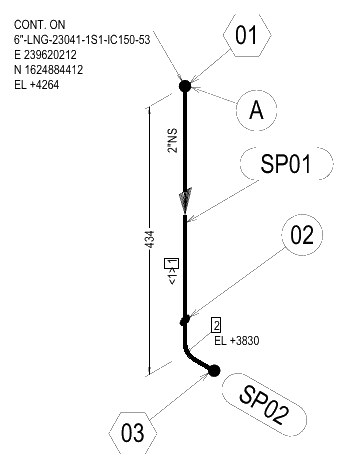 CONT. ON
6"-LNG-23041-1S1-IC150-53
E 239620212
N 1624884412
EL +4264
01
A
2"NS
SP01
02
434
<1> 1
2
EL +3830
SP02
03